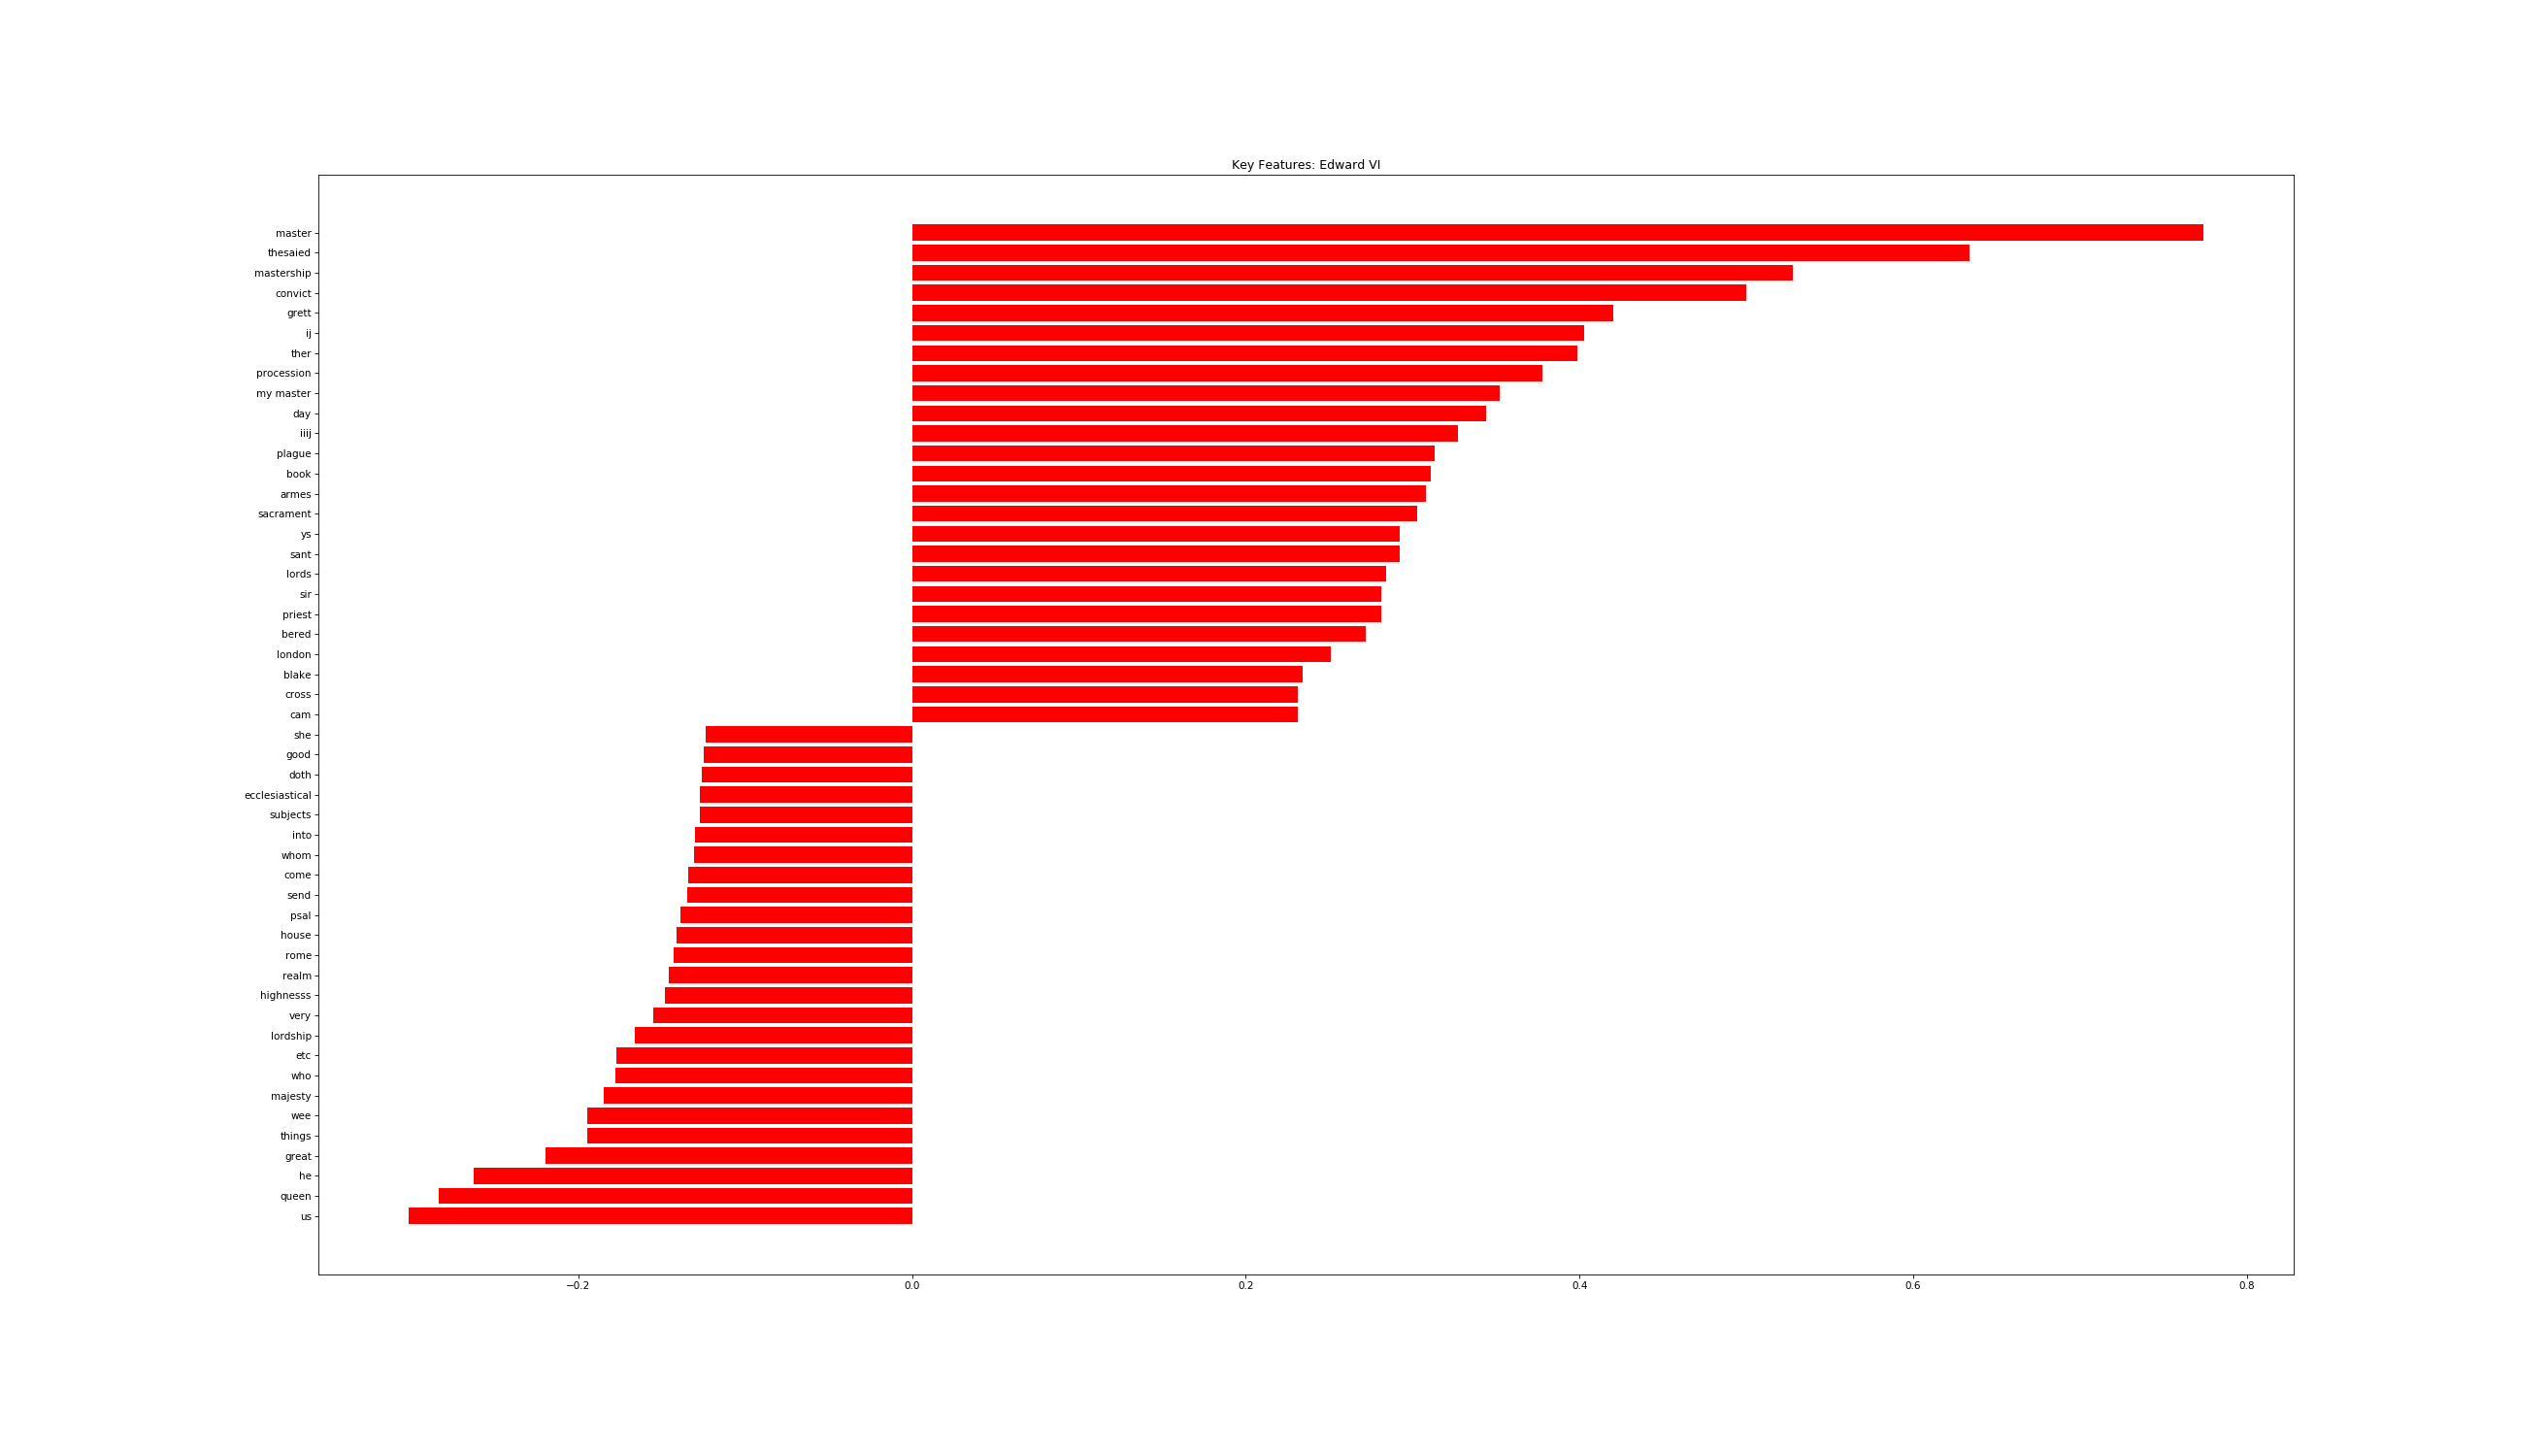 Key Features: Edward VI
master
thesaied
mastership
convict
grett
ij
ther
procession
my master
day
iiij
plague
book
armes
sacrament
ys
sant
lords
sir
priest
bered
london
blake
cross
cam
she
good
doth
ecclesiastical
subjects
into
whom
come
send
psal
house
rome
realm
highnesss
very
lordship
etc
who
majesty
wee
things
great
he
queen
us
−0.2 0.0 0.2 0.4 0.6 0.8